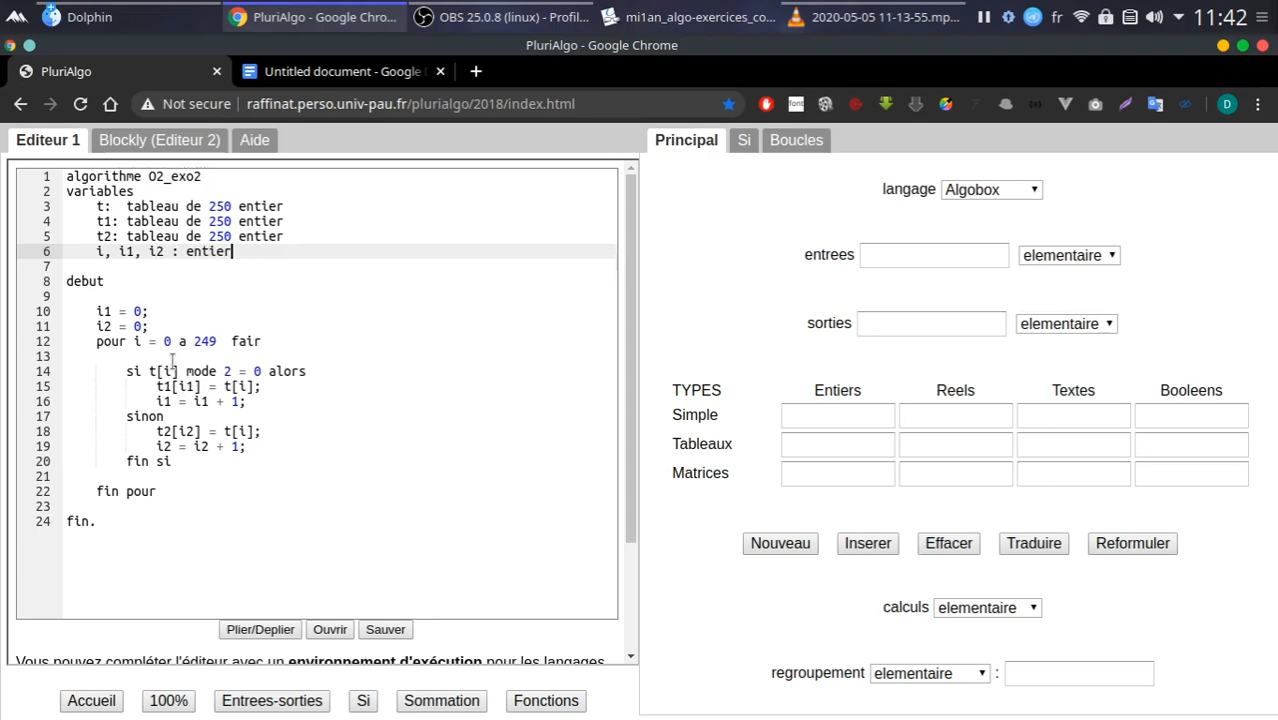 Dolphin
PluriAlgo - Google Chro...
OBS 25.0.8 (linux) - Profil...
mi1an_algo-exercices_co...
2020-05-05 11-13-55.mp...
fr
11:42
PluriAlgo - Google Chrome
PluriAlgo
Untitled document - Google
Not secure
raffinat.perso.univ-pau.fr/plurialgo/2018/index.html
font
D
Editeur 1
Blockly (Editeur 2)
Aide
Principal
Si
Boucles
1 algorithme O2_exo2
2 variables
3 t: tableau de 250 entier
4 t1: tableau de 250 entier
5 t2: tableau de 250 entier
6 i, i1, i2 : entier
7
8 debut
9
10 i1 = 0;
11 i2 = 0;
12 pour i = 0 a 249 fair
13
14 si t[i] mode 2 = 0 alors
15 t1[i1] = t[i];
16 i1 = i1 + 1;
17 sinon
18 t2[i2] = t[i];
19 i2 = i2 + 1;
20 fin si
21
22 fin pour
23
24 fin.
Plier/Deplier
Ouvrir
Sauver
Vous pouvez compléter l'éditeur avec un environnement d'exécution pour les langages
Accueil
100%
Entrees-sorties
Si
Sommation
Fonctions
langage Algobox
entrees elementaire
sorties elementaire
TYPES Entiers Reels Textes Booleens
Simple
Tableaux
Matrices
Nouveau
Inserer
Effacer
Traduire
Reformuler
calculs elementaire
regroupement elementaire :